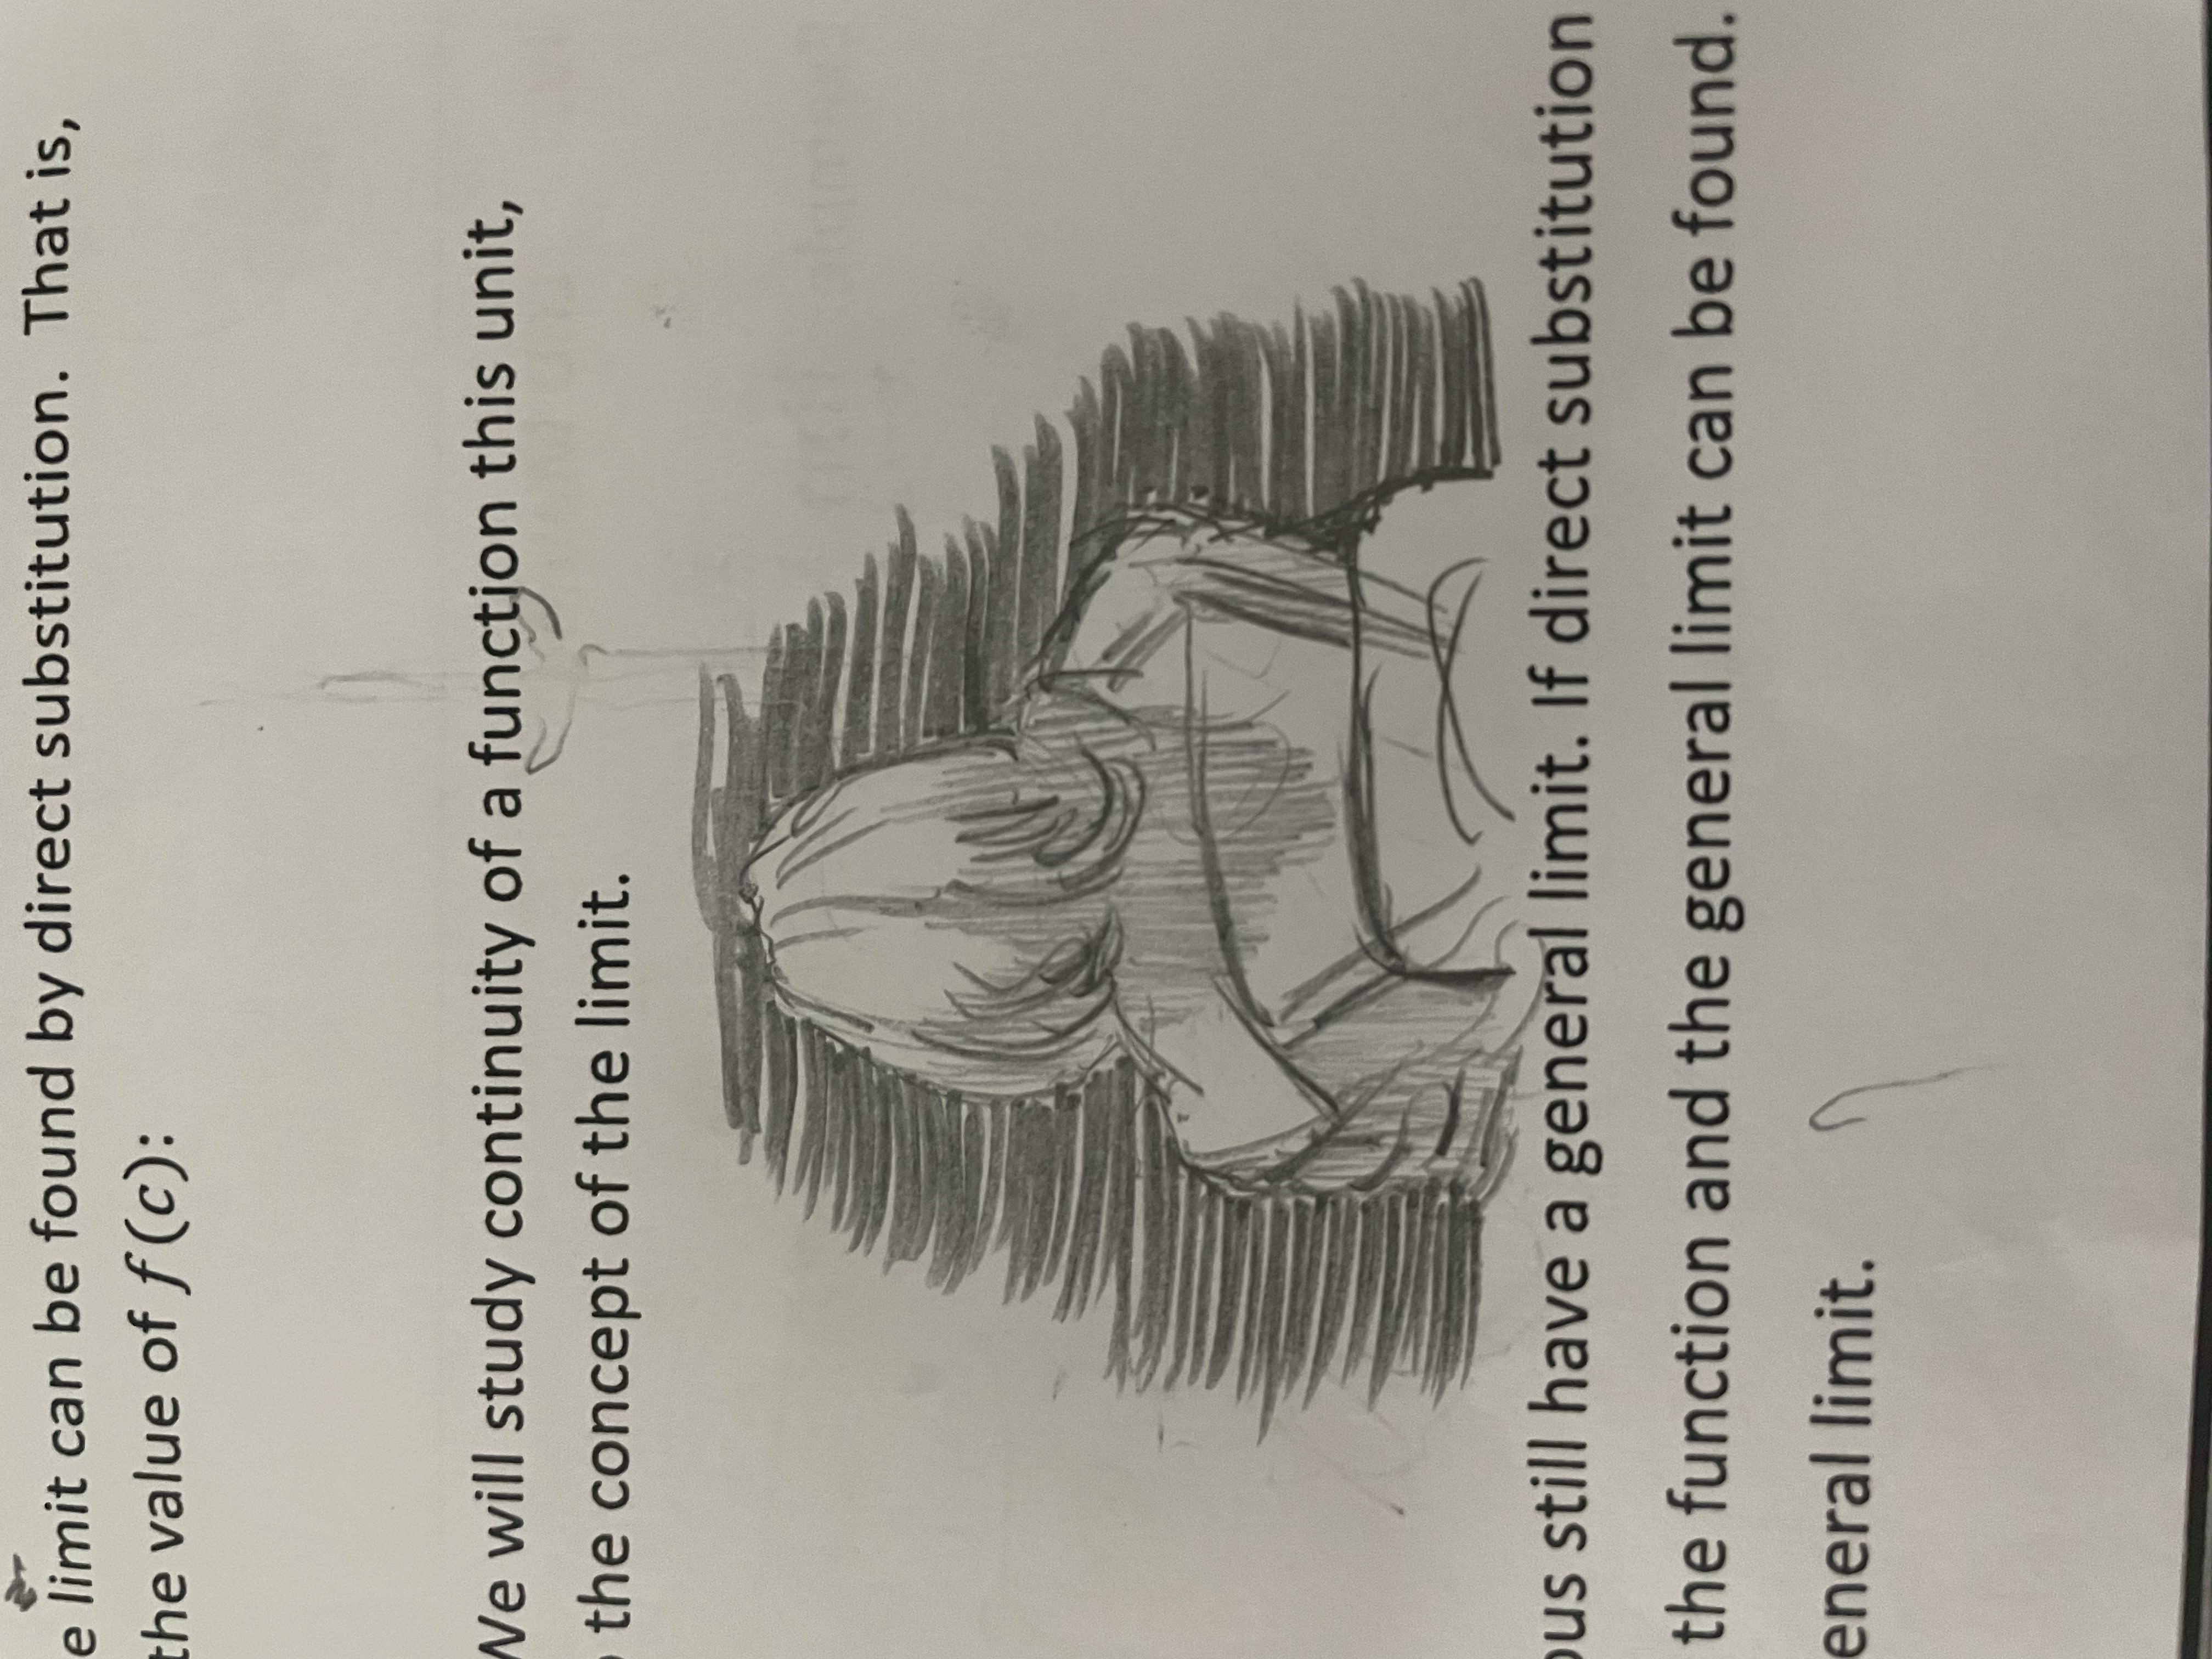 limit can be found by direct substitution. That is,
the value of f(c):
We will study continuity of a function this unit,
the concept of the limit.
still have a general limit. If direct substitution
the function and the general limit can be found.
limit.